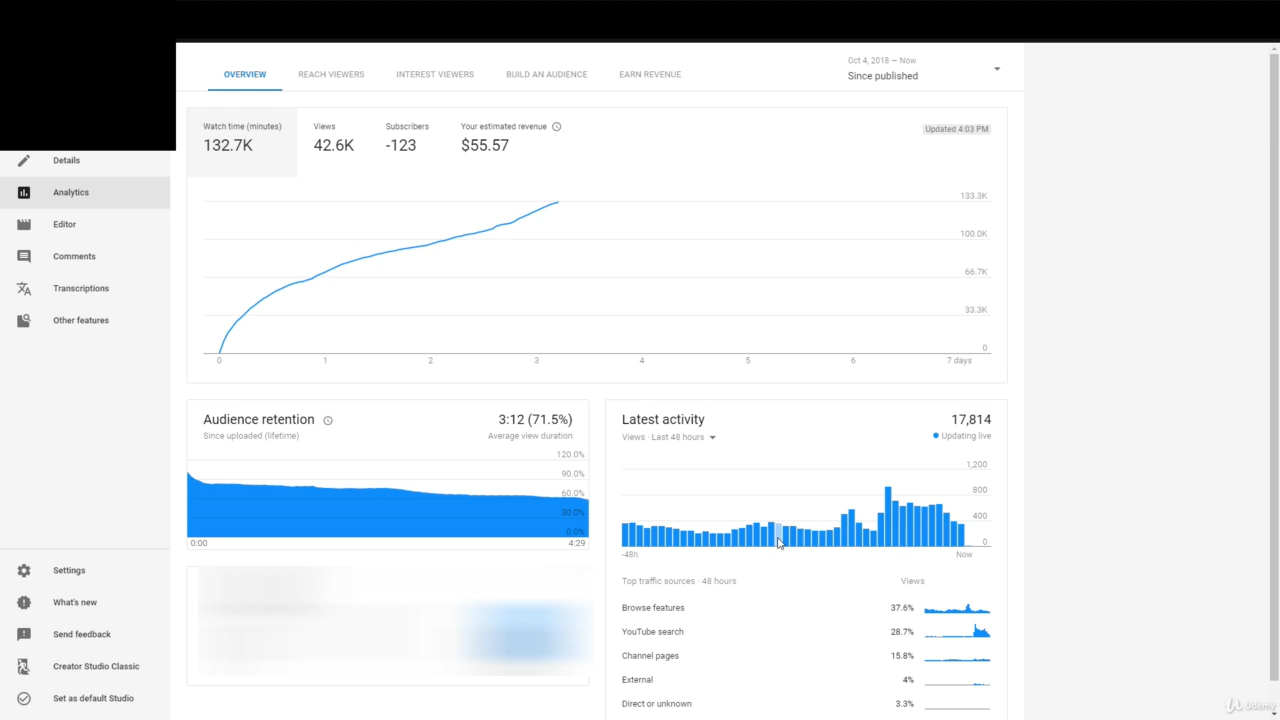 OVERVIEW REACH VIEWERS INTEREST VIEWERS BUILD AN AUDIENCE EARN REVENUE
Oct 4, 2018 – Now
Since published
Watch time (minutes) Views Subscribers Your estimated revenue
132.7K 42.6K -123 $55.57
Updated 4:03 PM
133.3K
100.0K
66.7K
33.3K
0
0 1 2 3 4 5 6 7 days
Details
Analytics
Editor
Comments
Transcriptions
Other features
Settings
What's new
Send feedback
Creator Studio Classic
Set as default Studio
Audience retention 3:12 (71.5%)
Since uploaded (lifetime) Average view duration
120.0%
90.0%
60.0%
30.0%
0.0%
0:00 4:29
Latest activity 17,814
Views · Last 48 hours Updating live
1,200
800
400
0
-48h Now
Top traffic sources · 48 hours Views
Browse features 37.6%
YouTube search 28.7%
Channel pages 15.8%
External 4%
Direct or unknown 3.3%
Udemy